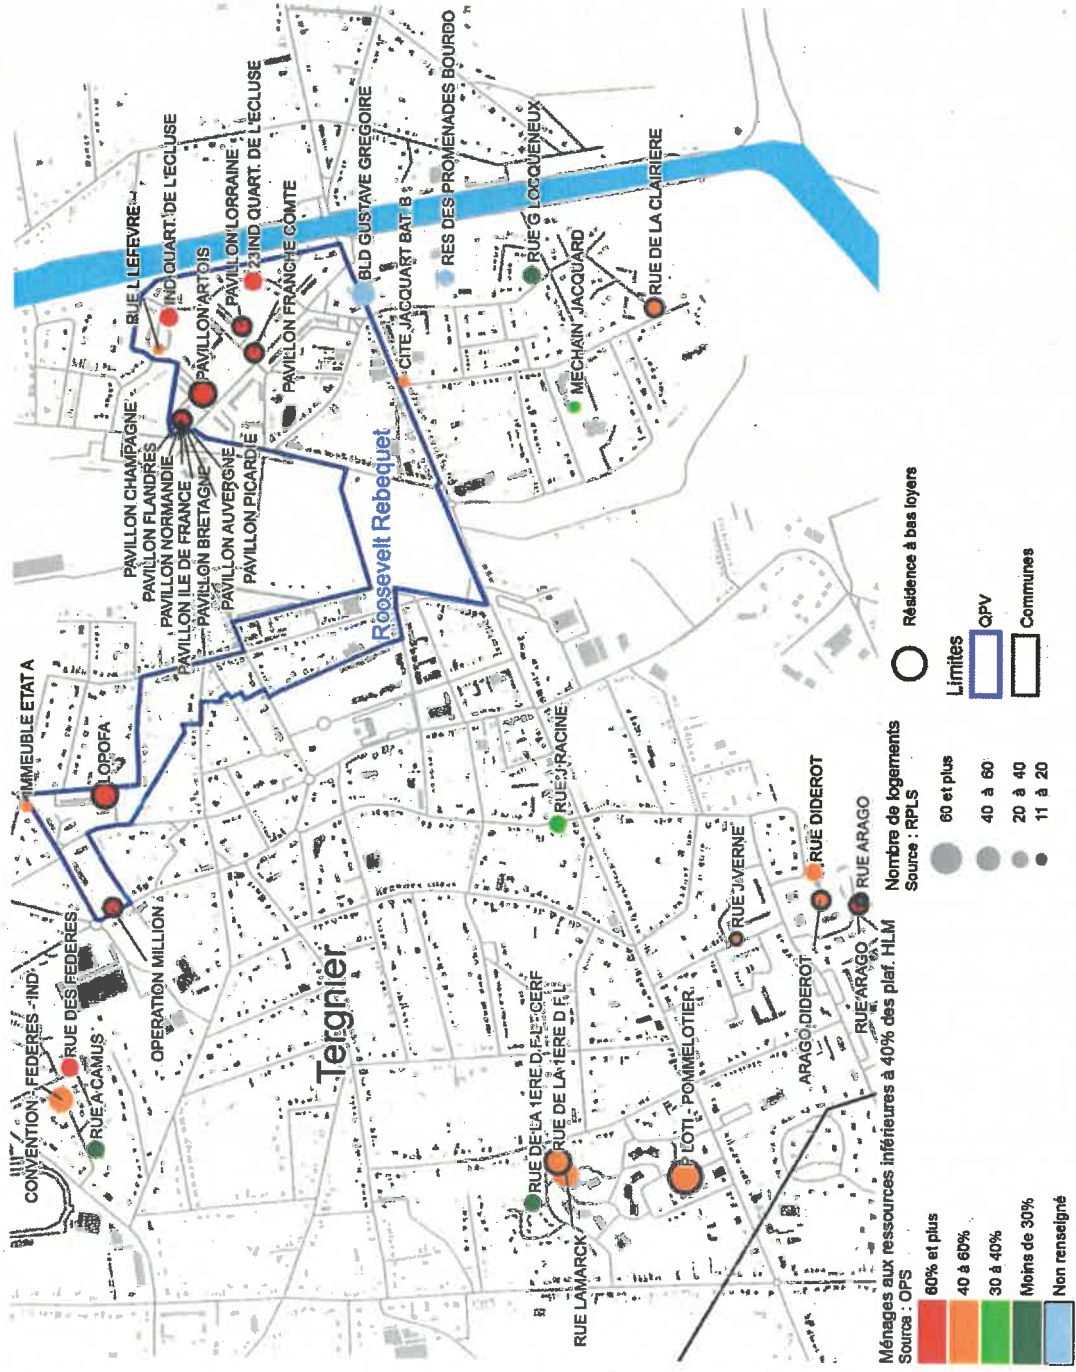 IMMEUBLE ETAT A
LOPOFA
CONVENTION - FEDERES - IND
RUE DES FEDERES
RUE A CAMUS
OPERATION MILLION
PAVILLON CHAMPAGNE
PAVILLON FLANDRES
PAVILLON NORMANDIE
PAVILLON ILE DE FRANCE
PAVILLON BRETAGNE
PAVILLON AUVERGNE
PAVILLON PICARDIE
RUE L LEFEVRE
IND QUART. DE L'ECLUSE
PAVILLON ARTOIS
PAVILLON LORRAINE
23 IND QUART. DE L'ECLUSE
PAVILLON FRANCHE COMTE
BLD GUSTAVE GREGOIRE
CITE JACQUART BAT. B
RES DES PROMENADES BOURDO
RUE G LOCQUENEUX
MECHAIN JACQUARD
RUE DE LA CLAIRIERE
Roosevelt Rebequet
Tergnier
RUE J RACINE
RUE DE LA 1ERE D.F.L - CERF
RUE DE LA 1ERE D F L
RUE LAMARCK
P LOTI - POMMELOTIER
RUE J VERNE
RUE DIDEROT
ARAGO DIDEROT
RUE ARAGO
RUE ARAGO
Ménages aux ressources inférieures à 40% des plaf. HLM
Source : OPS
60% et plus
40 à 60%
30 à 40%
Moins de 30%
Non renseigné
Nombre de logements
Source : RPLS
60 et plus
40 à 60
20 à 40
11 à 20
Résidence à bas loyers
Limites
QPV
Communes